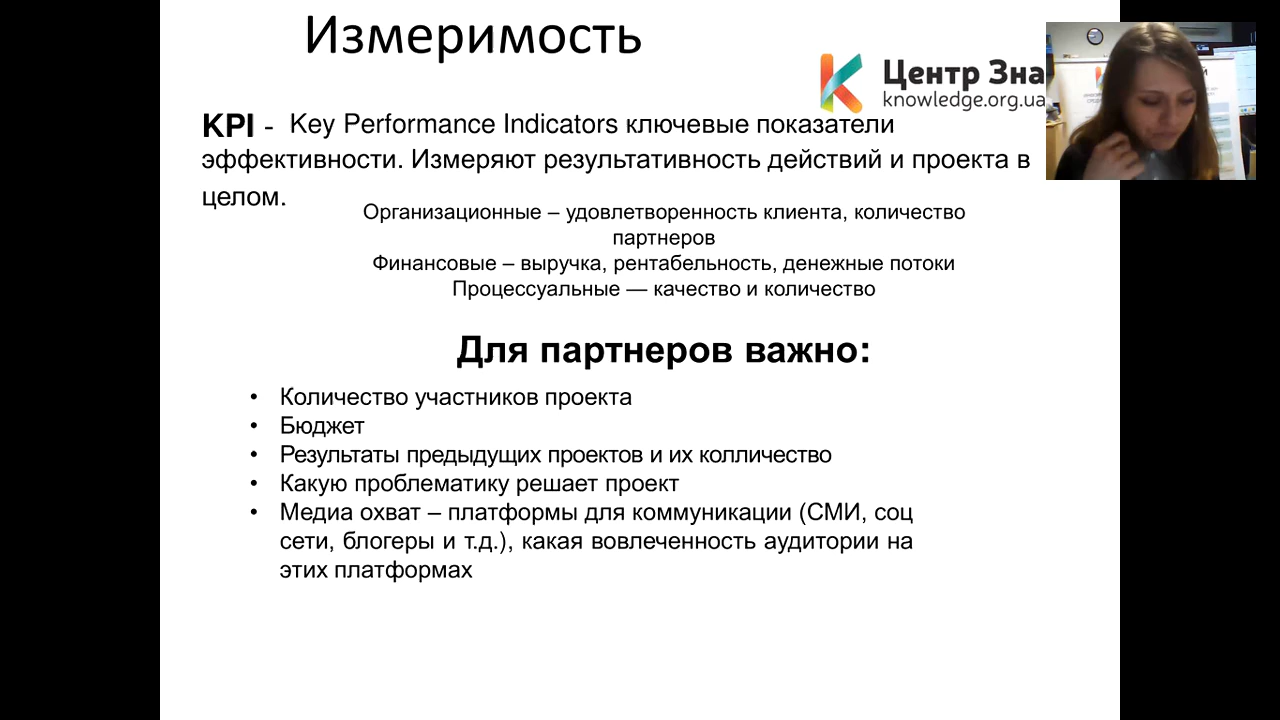 Измеримость
Центр Зна
knowledge.org.ua
KPI - Key Performance Indicators ключевые показатели
эффективности. Измеряют результативность действий и проекта в
целом.
Организационные – удовлетворенность клиента, количество
партнеров
Финансовые – выручка, рентабельность, денежные потоки
Процессуальные — качество и количество
Для партнеров важно:
• Количество участников проекта
• Бюджет
• Результаты предыдущих проектов и их колличество
• Какую проблематику решает проект
• Медиа охват – платформы для коммуникации (СМИ, соц
сети, блогеры и т.д.), какая вовлеченность аудитории на
этих платформах